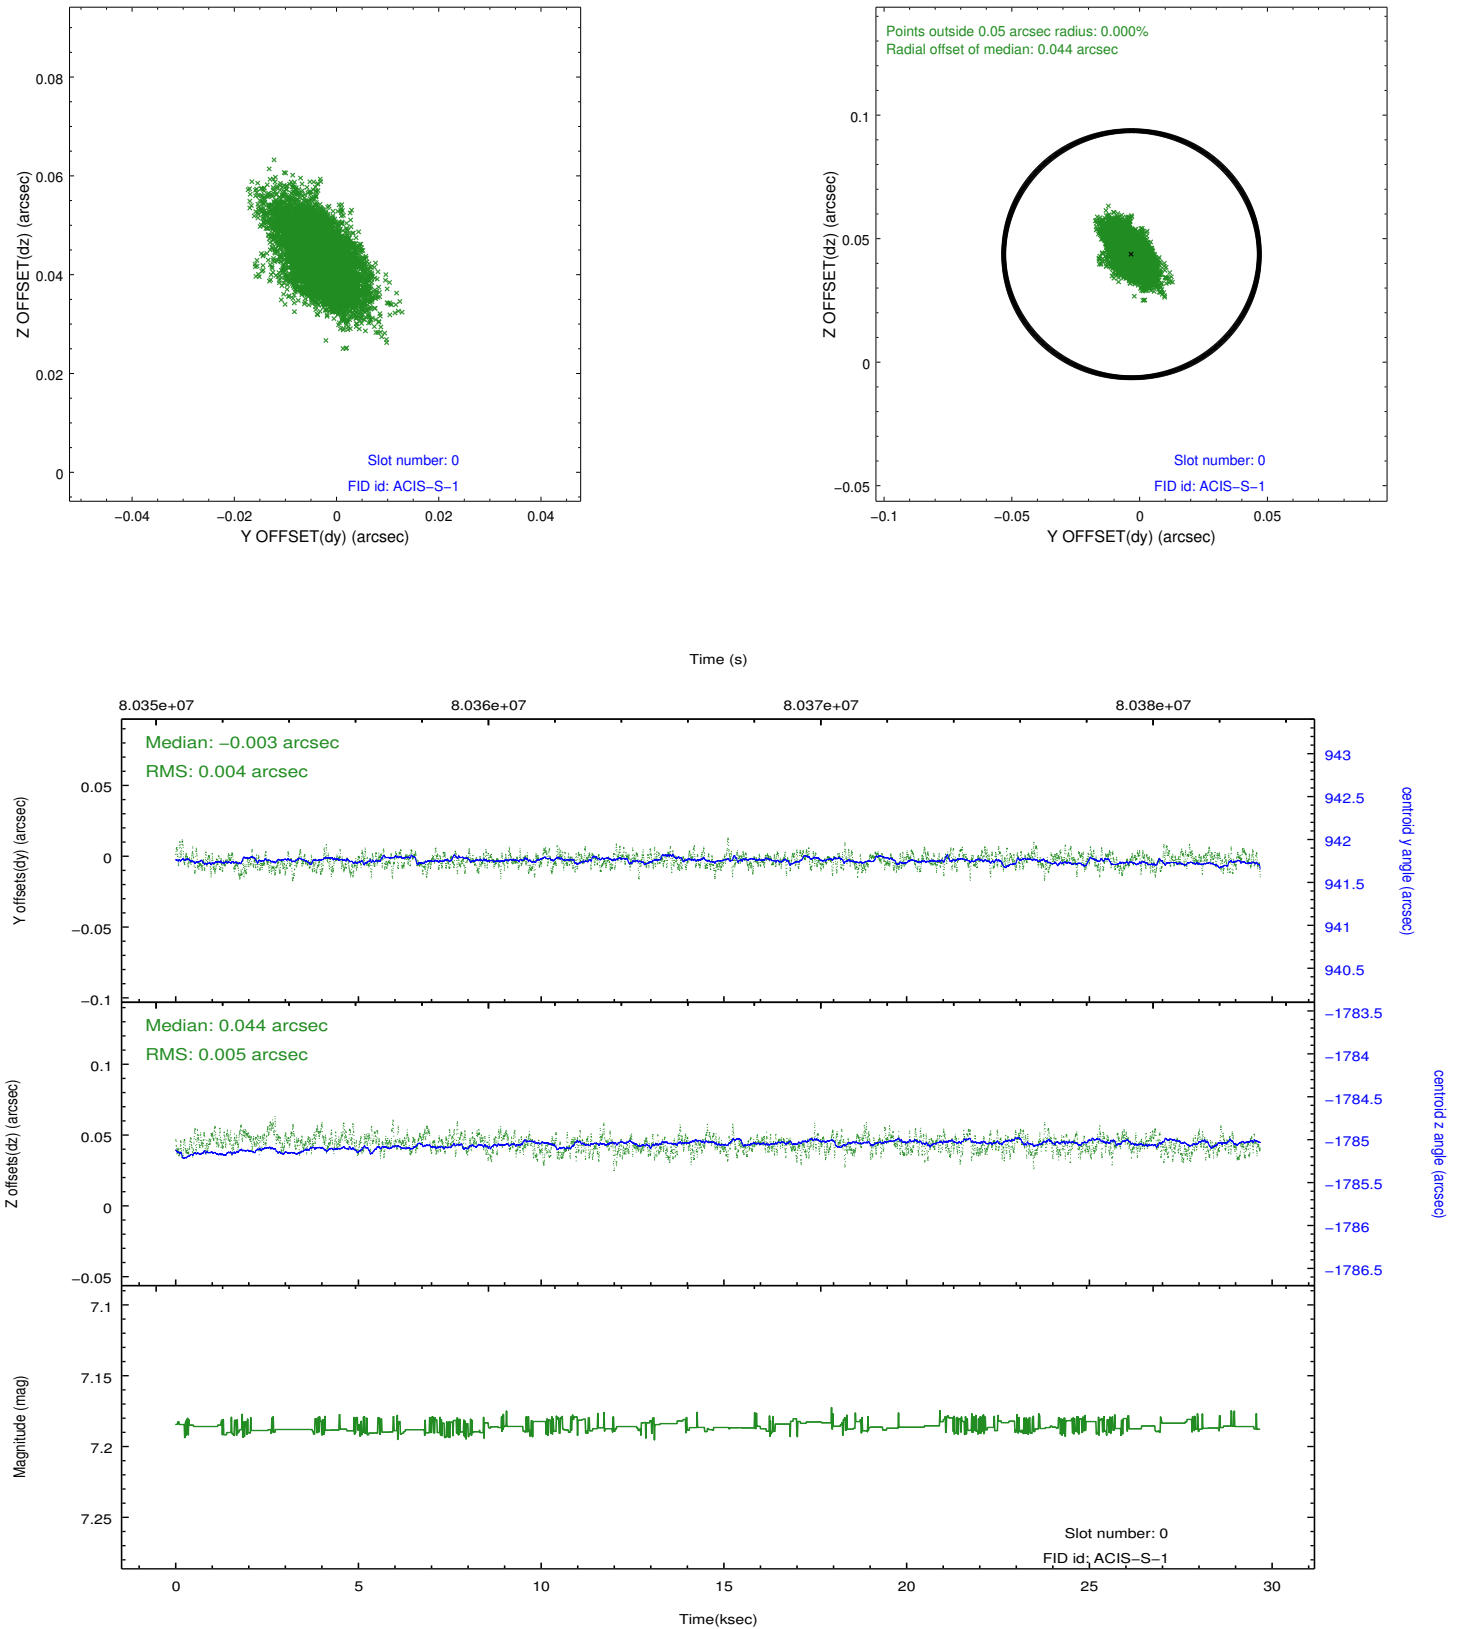 0.08
0.06
0.04
0.02
0
Z OFFSET(dz) (arcsec)
Slot number: 0
FID id: ACIS−S−1
−0.04 −0.02 0 0.02 0.04
Y OFFSET(dy) (arcsec)
Points outside 0.05 arcsec radius: 0.000%
Radial offset of median: 0.044 arcsec
0.1
0.05
0
−0.05
Z OFFSET(dz) (arcsec)
Slot number: 0
FID id: ACIS−S−1
−0.1 −0.05 0 0.05
Y OFFSET(dy) (arcsec)
Time (s)
8.035e+07 8.036e+07 8.037e+07 8.038e+07
Median: −0.003 arcsec
RMS: 0.004 arcsec
0.05
0
−0.05
−0.1
Y offsets(dy) (arcsec)
943
942.5
942
941.5
941
940.5
centroid y angle (arcsec)
Median: 0.044 arcsec
RMS: 0.005 arcsec
0.1
0.05
0
−0.05
Z offsets(dz) (arcsec)
−1783.5
−1784
−1784.5
−1785
−1785.5
−1786
−1786.5
centroid z angle (arcsec)
7.1
7.15
7.2
7.25
Magnitude (mag)
Slot number: 0
FID id: ACIS−S−1
0 5 10 15 20 25 30
Time(ksec)